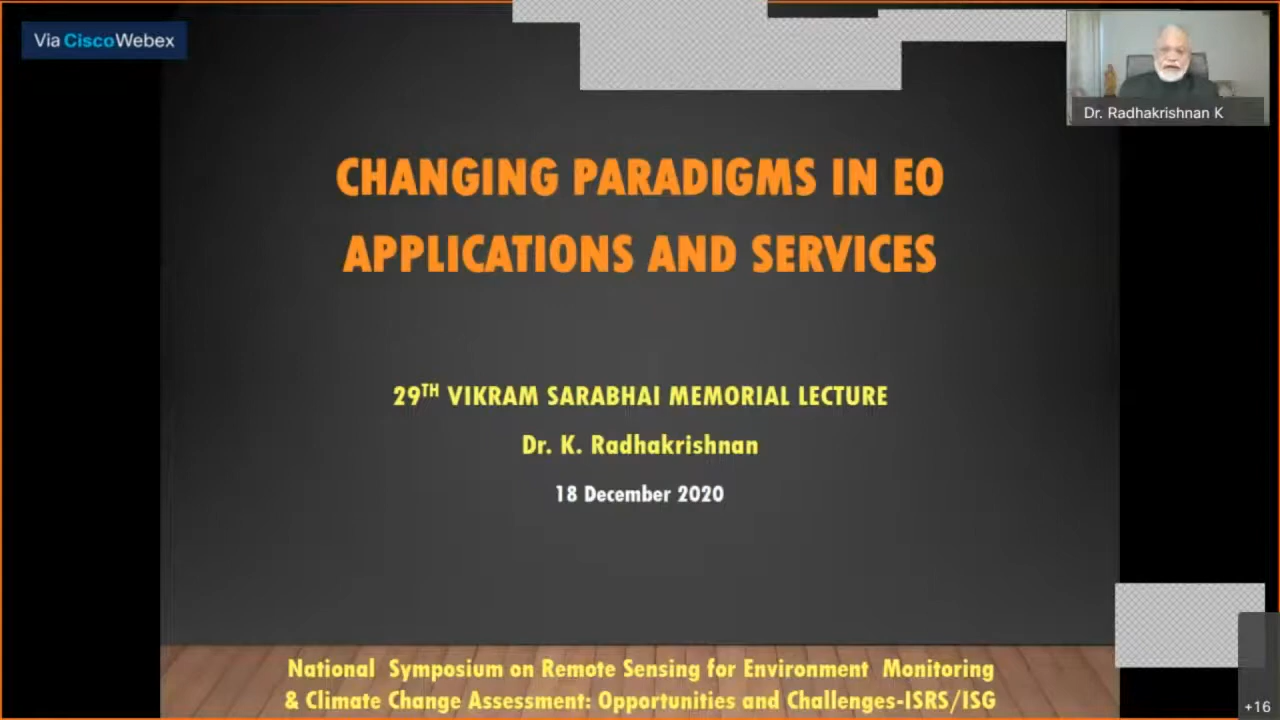 Via CiscoWebex
Dr. Radhakrishnan K
CHANGING PARADIGMS IN EO
APPLICATIONS AND SERVICES
29TH VIKRAM SARABHAI MEMORIAL LECTURE
Dr. K. Radhakrishnan
18 December 2020
National Symposium on Remote Sensing for Environment Monitoring
& Climate Change Assessment: Opportunities and Challenges-ISRS/ISG
+16